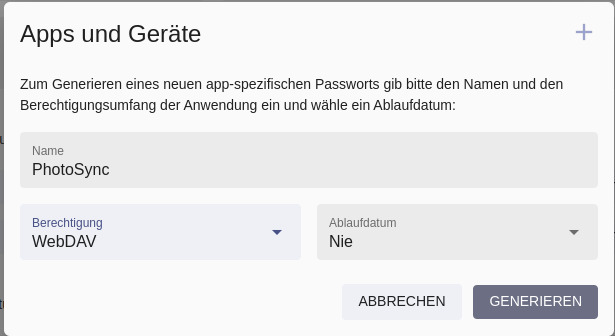 Apps und Geräte
Zum Generieren eines neuen app-spezifischen Passworts gib bitte den Namen und den
Berechtigungsumfang der Anwendung ein und wähle ein Ablaufdatum:
Name
PhotoSync
Berechtigung
WebDAV
Ablaufdatum
Nie
ABBRECHEN
GENERIEREN